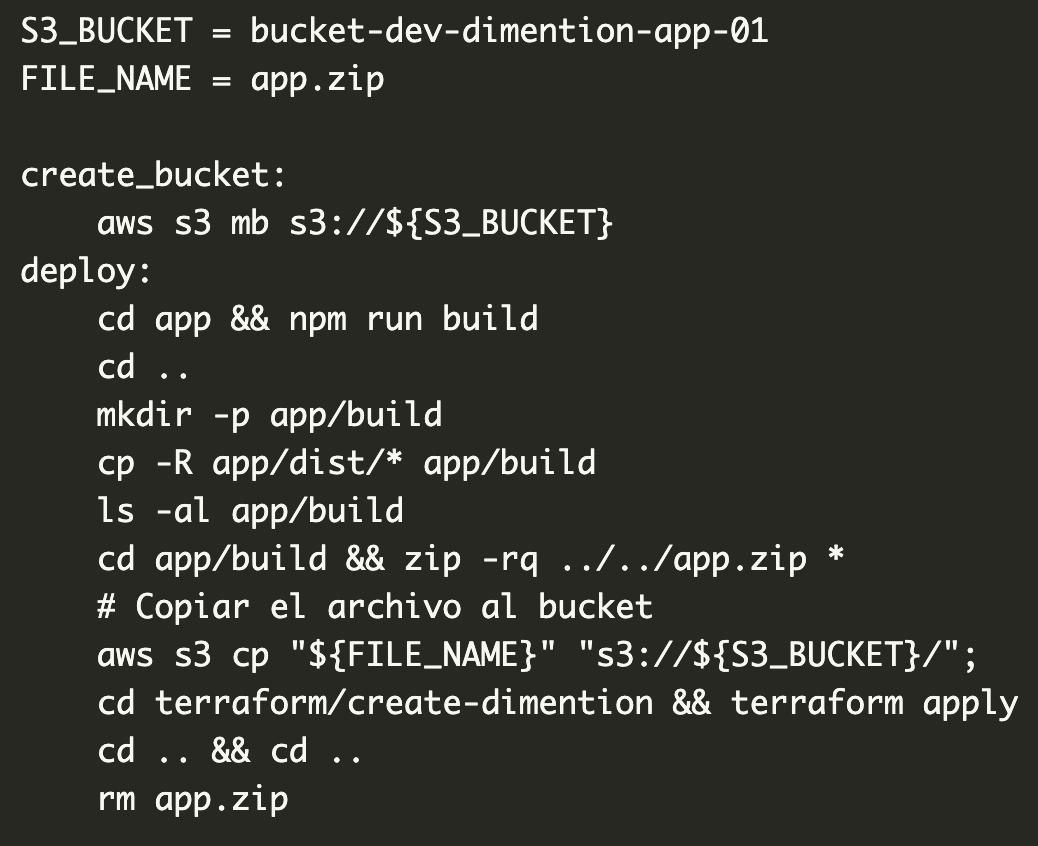 S3_BUCKET = bucket-dev-dimention-app-01
FILE_NAME = app.zip

create_bucket:
    aws s3 mb s3://${S3_BUCKET}
deploy:
    cd app && npm run build
    cd ..
    mkdir -p app/build
    cp -R app/dist/* app/build
    ls -al app/build
    cd app/build && zip -rq ../../app.zip *
    # Copiar el archivo al bucket
    aws s3 cp "${FILE_NAME}" "s3://${S3_BUCKET}/";
    cd terraform/create-dimention && terraform apply
    cd .. && cd ..
    rm app.zip